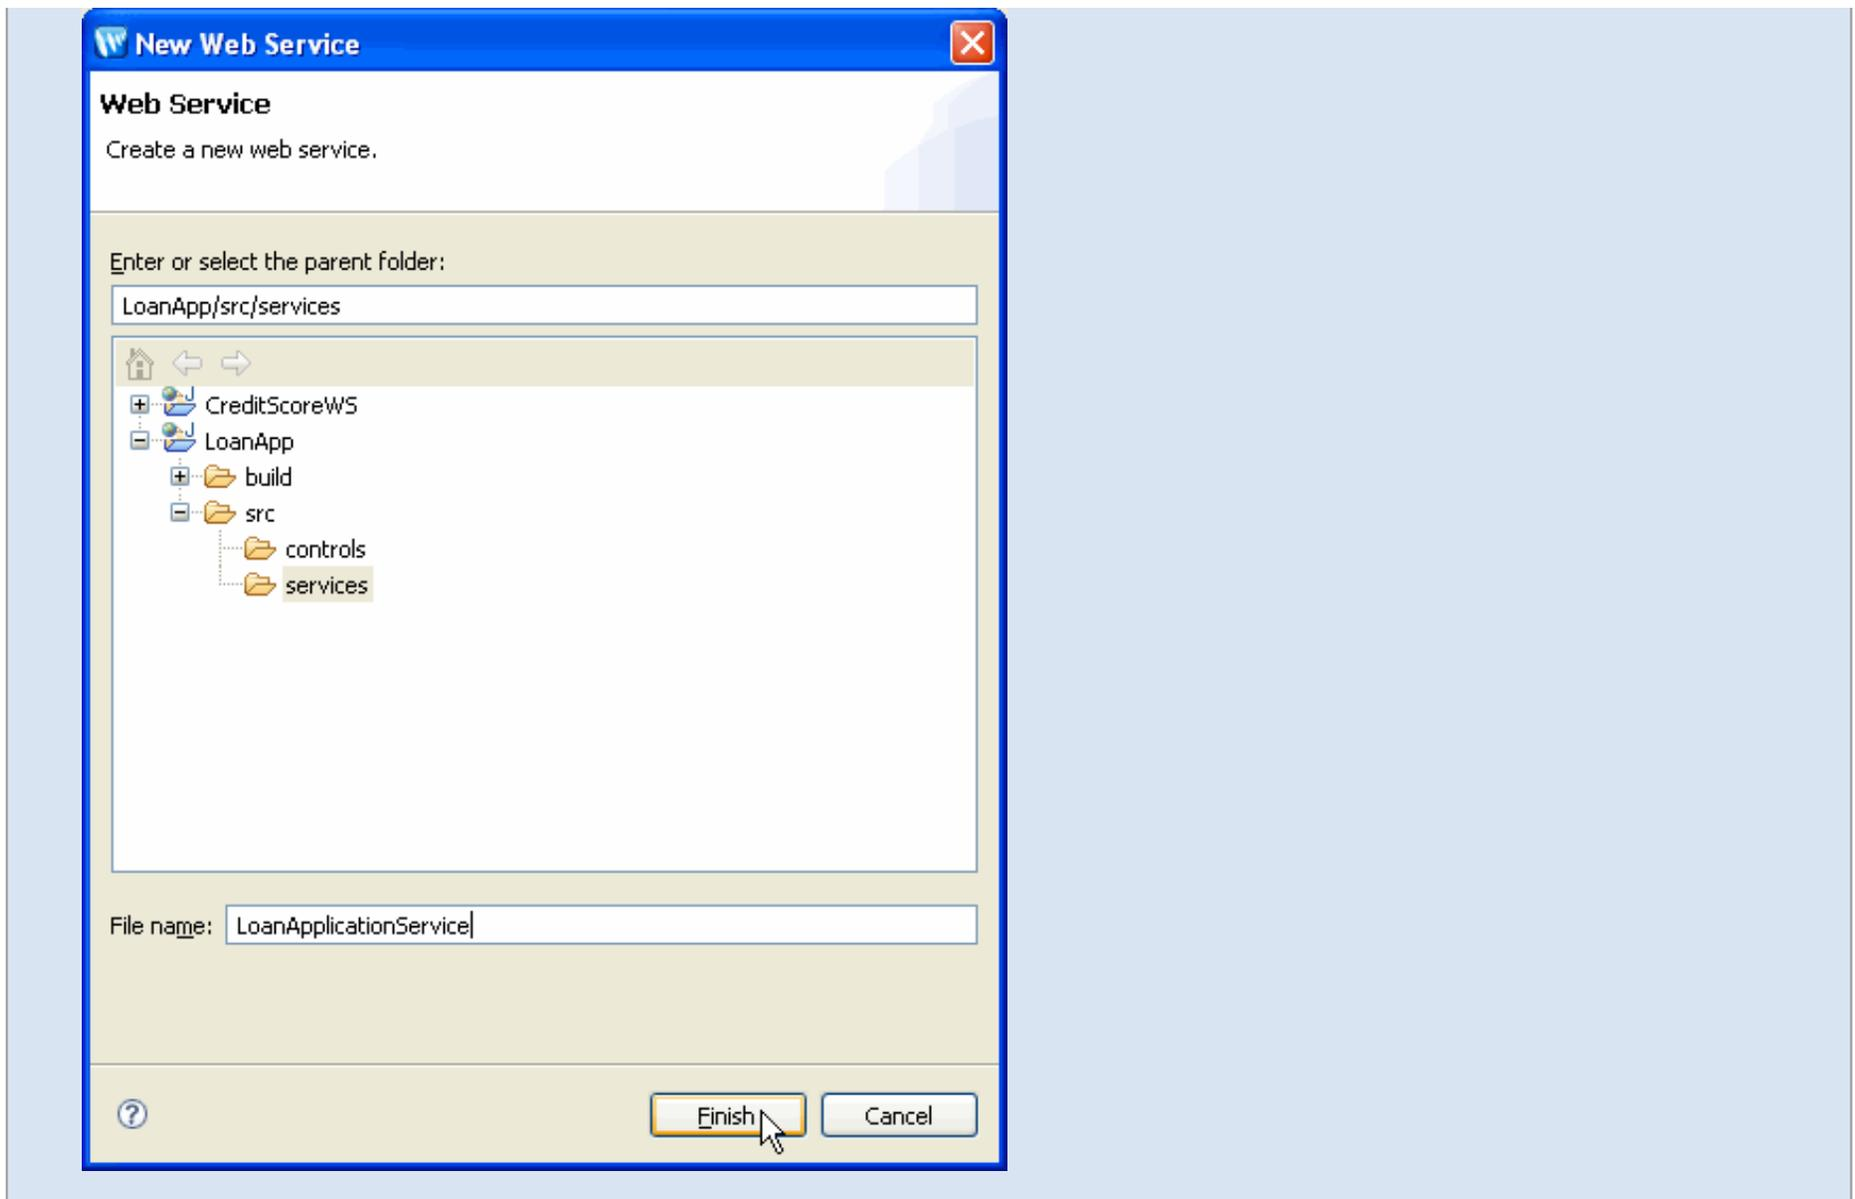 New Web Service
Web Service
Create a new web service.
Enter or select the parent folder:
LoanApp/src/services
CreditScoreWS
LoanApp
build
src
controls
services
File name: LoanApplicationService
Finish Cancel